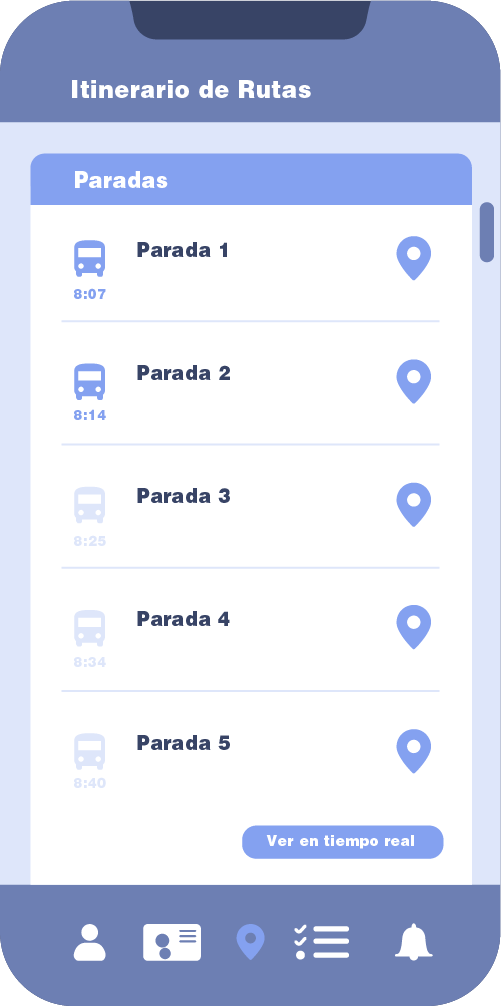 Itinerario de Rutas
Paradas
Parada 1
8:07
Parada 2
8:14
Parada 3
8:25
Parada 4
8:34
Parada 5
8:40
Ver en tiempo real